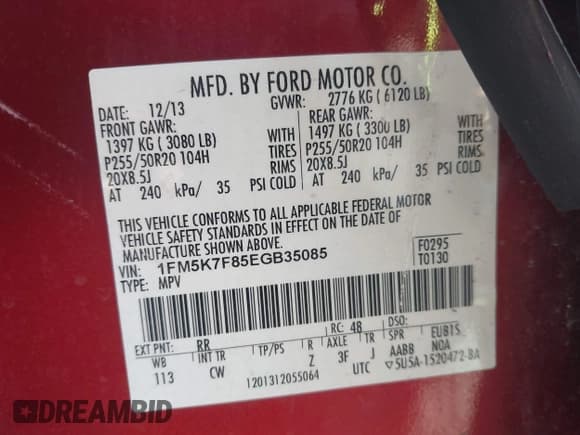 MFD. BY FORD MOTOR CO.
DATE: 12/13 GVWR: 2776 KG ( 6120 LB)
FRONT GAWR: REAR GAWR:
1397 KG ( 3080 LB) WITH 1497 KG ( 3300 LB) WITH
P255/50R20 104H TIRES P255/50R20 104H TIRES
20X8.5J RIMS 20X8.5J RIMS
AT 240 kPa/ 35 PSI COLD AT 240 kPa/ 35 PSI COLD
THIS VEHICLE CONFORMS TO ALL APPLICABLE FEDERAL MOTOR
VEHICLE SAFETY STANDARDS IN EFFECT ON THE DATE OF
MANUFACTURE SHOWN ABOVE.
VIN: 1FM5K7F85EGB35085 F0295
TYPE: MPV T0130
EXT PNT: RR RC: 48 DSO:
WB INT TR TP/PS R AXLE TR SPR EUB15
113 CW Z 3F J AABB NOA
1201312055064 UTC ▽5U5A-1520472-BA
DREAMBID